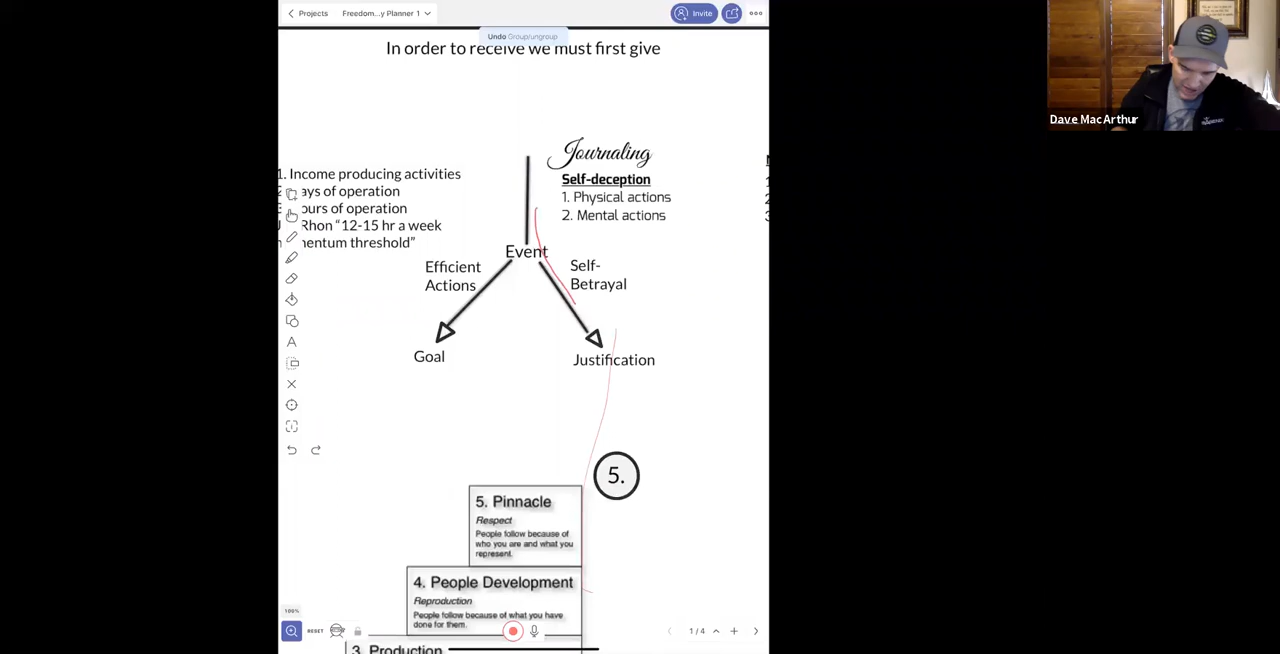 Projects
Freedom...y Planner 1
Invite
Undo Group/ungroup
In order to receive we must first give
Dave MacArthur
Journaling
Self-deception
1. Physical actions
2. Mental actions
1. Income producing activities
ays of operation
ours of operation
Rhon “12-15 hr a week
mentum threshold”
Event
Efficient
Actions
Self-
Betrayal
Goal
Justification
5.
5. Pinnacle
Respect
People follow because of
who you are and what you
represent.
4. People Development
Reproduction
People follow because of what you have
done for them.
3. Production
A
100%
RESET
1 / 4